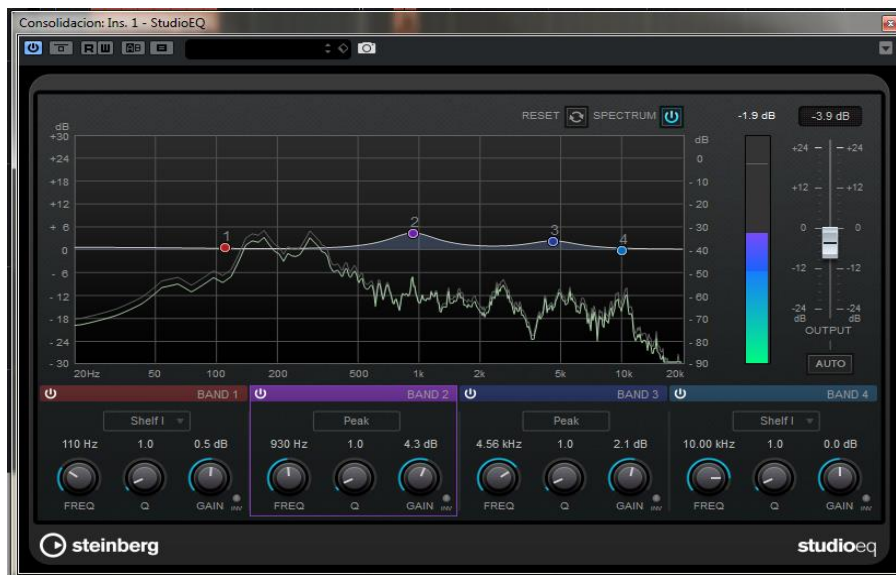 Consolidacion: Ins. 1 - StudioEQ
R W AB
RESET SPECTRUM -1.9 dB -3.9 dB
dB dB
+30 0
+24 - 10
+18 - 20
+12 - 30
+ 6 - 40
0 - 50
- 6 - 60
- 12 - 70
- 18 - 80
- 24 - 90
- 30
1 2 3 4
20Hz 50 100 200 500 1k 2k 5k 10k 20k
+24 +24
+12 +12
0 0
-12 -12
-24 -24
dB dB
OUTPUT
AUTO
BAND 1 BAND 2 BAND 3 BAND 4
Shelf I Peak Peak Shelf I
110 Hz 1.0 0.5 dB 930 Hz 1.0 4.3 dB 4.56 kHz 1.0 2.1 dB 10.00 kHz 1.0 0.0 dB
FREQ Q GAIN INV FREQ Q GAIN INV FREQ Q GAIN INV FREQ Q GAIN INV
steinberg studioeq